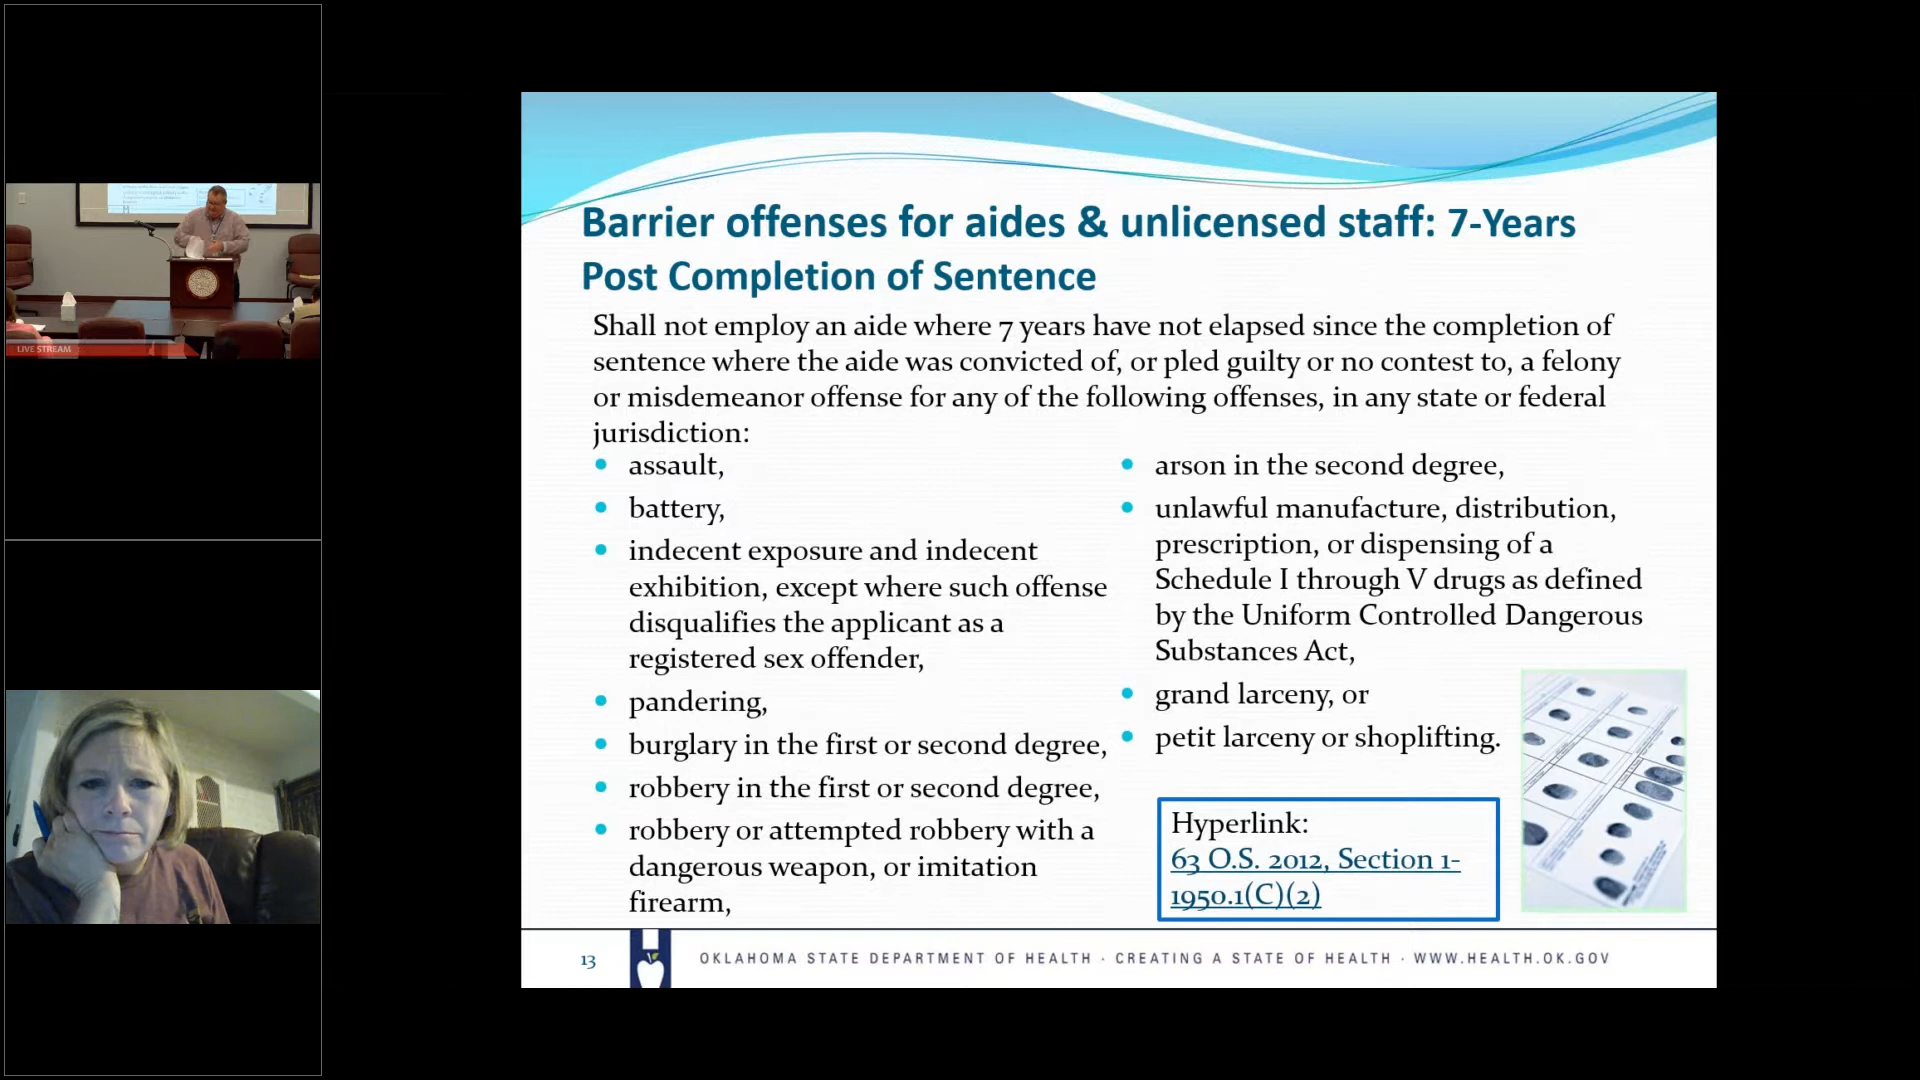 LIVE STREAM
Barrier offenses for aides & unlicensed staff: 7-Years
Post Completion of Sentence
Shall not employ an aide where 7 years have not elapsed since the completion of
sentence where the aide was convicted of, or pled guilty or no contest to, a felony
or misdemeanor offense for any of the following offenses, in any state or federal
jurisdiction:
• assault,
• battery,
• indecent exposure and indecent
exhibition, except where such offense
disqualifies the applicant as a
registered sex offender,
• pandering,
• burglary in the first or second degree,
• robbery in the first or second degree,
• robbery or attempted robbery with a
dangerous weapon, or imitation
firearm,
• arson in the second degree,
• unlawful manufacture, distribution,
prescription, or dispensing of a
Schedule I through V drugs as defined
by the Uniform Controlled Dangerous
Substances Act,
• grand larceny, or
• petit larceny or shoplifting.
Hyperlink:
63 O.S. 2012, Section 1-
1950.1(C)(2)
13
OKLAHOMA STATE DEPARTMENT OF HEALTH · CREATING A STATE OF HEALTH · WWW.HEALTH.OK.GOV